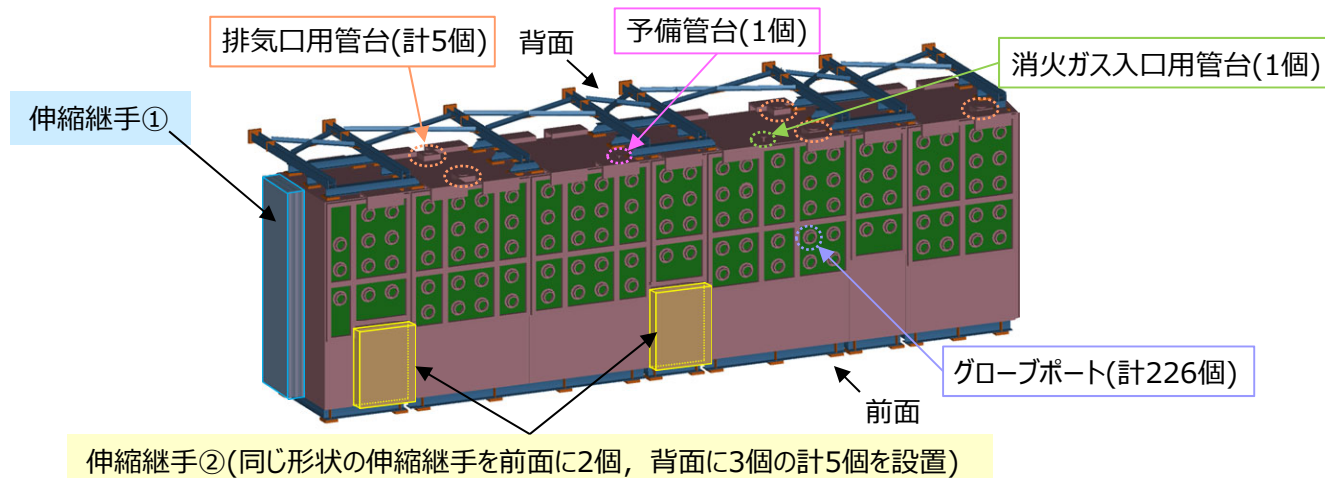 排気口用管台(計5個)
背面
予備管台(1個)
消火ガス入口用管台(1個)
伸縮継手①
グローブポート(計226個)
前面
伸縮継手②(同じ形状の伸縮継手を前面に2個，背面に3個の計5個を設置)